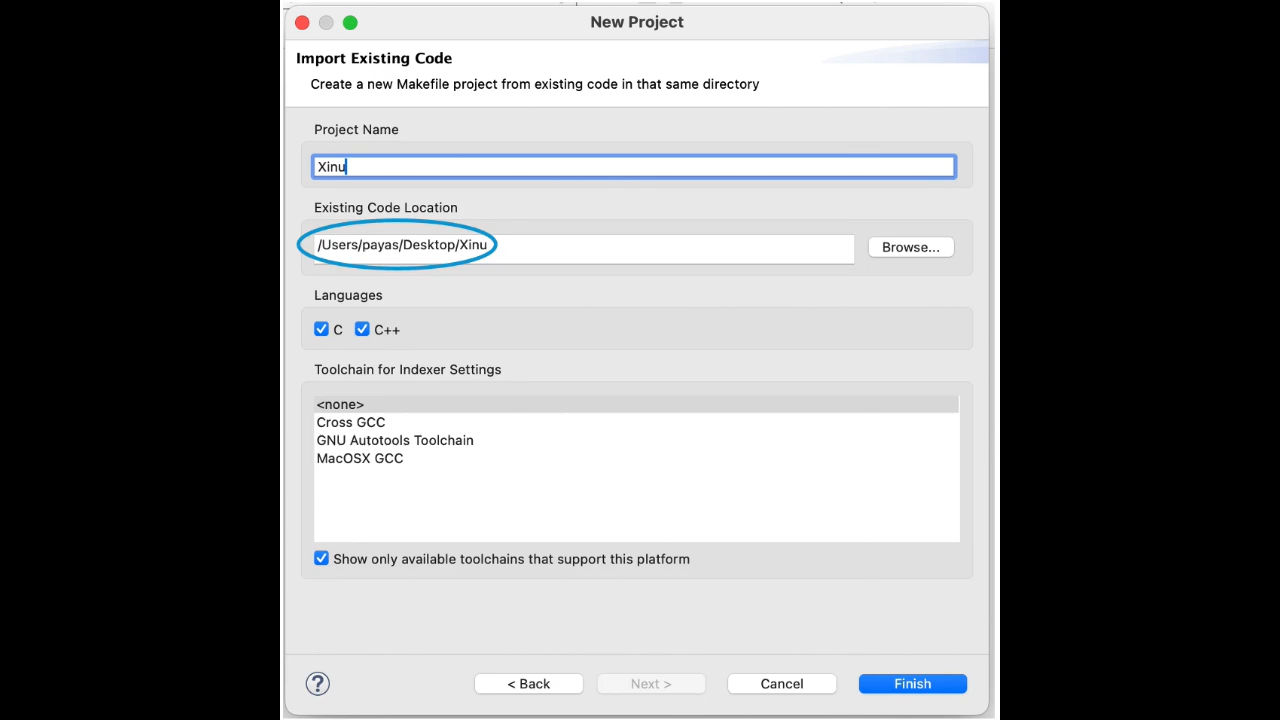 New Project
Import Existing Code
Create a new Makefile project from existing code in that same directory
Project Name
Xinu
Existing Code Location
/Users/payas/Desktop/Xinu
Browse...
Languages
C C++
Toolchain for Indexer Settings
<none>
Cross GCC
GNU Autotools Toolchain
MacOSX GCC
Show only available toolchains that support this platform
? < Back Next > Cancel Finish